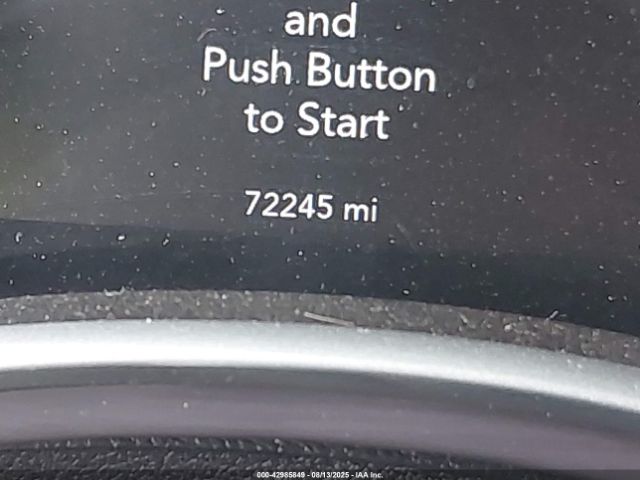 and
Push Button
to Start
72245 mi
000-42985849 - 08/13/2025 - IAA Inc.